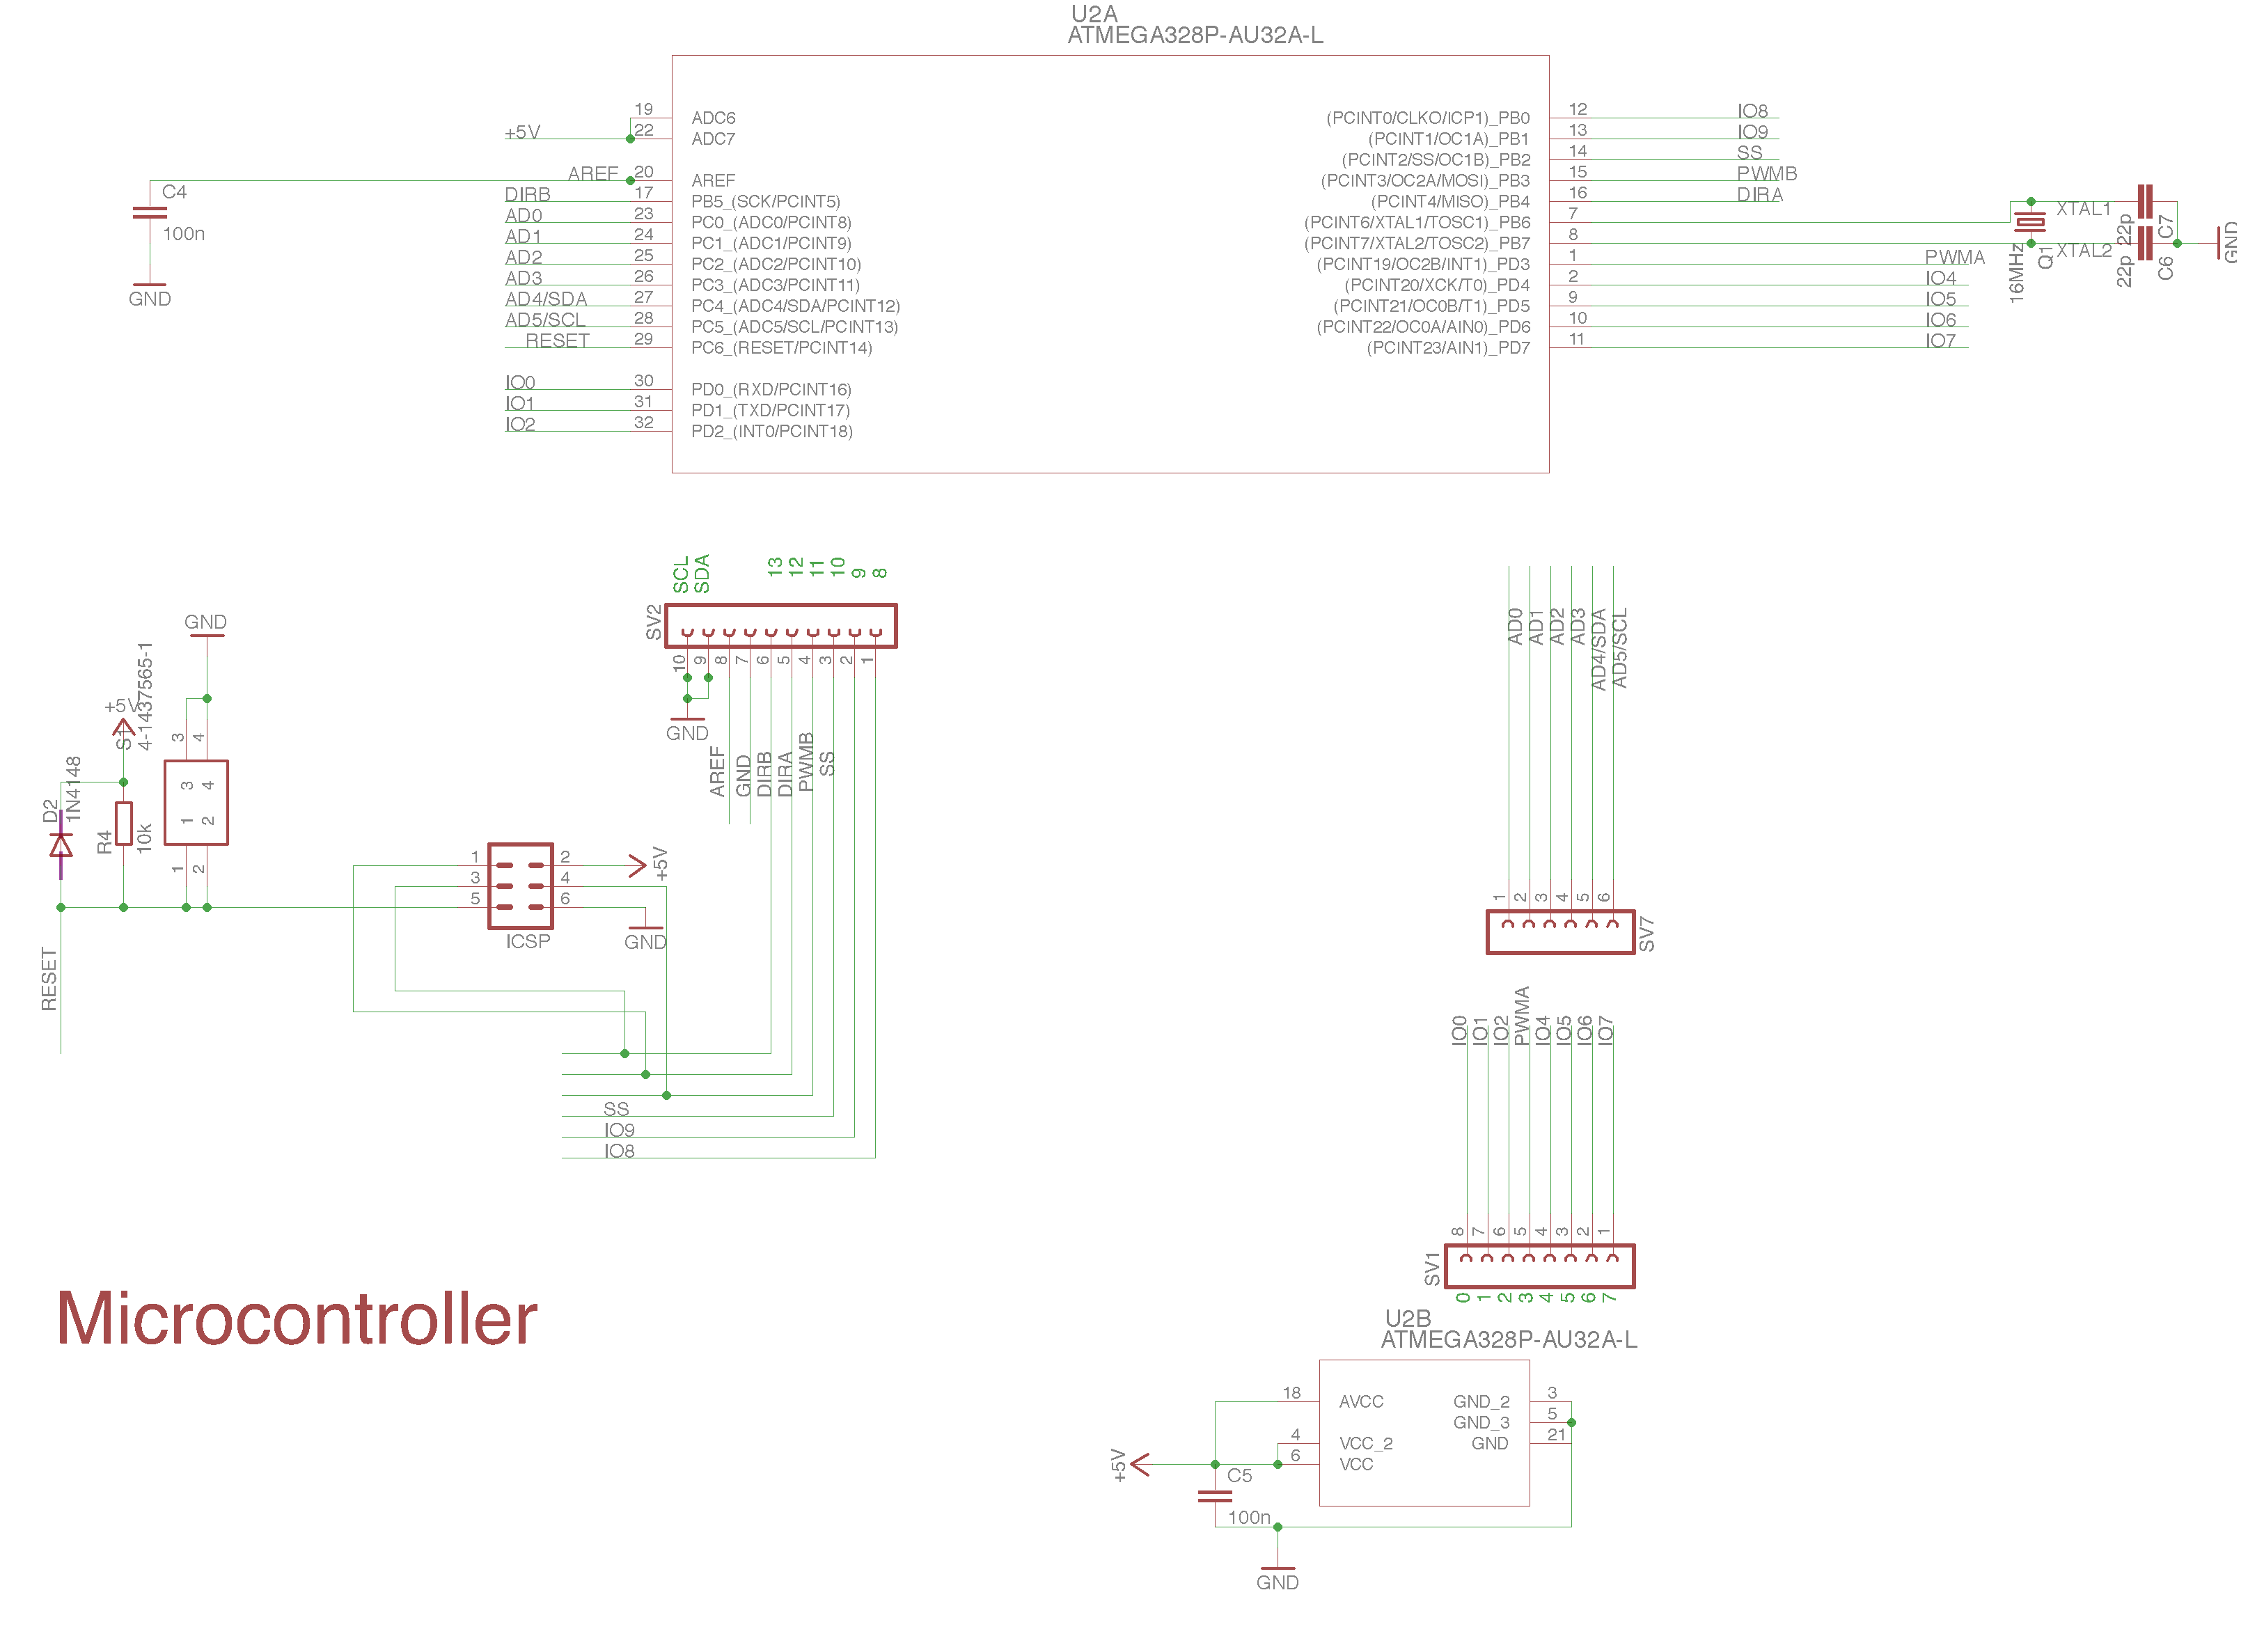 U2A
ATMEGA328P-AU32A-L
19 ADC6
+5V 22 ADC7
AREF 20 AREF
DIRB 17 PB5_(SCK/PCINT5)
AD0 23 PC0_(ADC0/PCINT8)
AD1 24 PC1_(ADC1/PCINT9)
AD2 25 PC2_(ADC2/PCINT10)
AD3 26 PC3_(ADC3/PCINT11)
AD4/SDA 27 PC4_(ADC4/SDA/PCINT12)
AD5/SCL 28 PC5_(ADC5/SCL/PCINT13)
RESET 29 PC6_(RESET/PCINT14)
IO0 30 PD0_(RXD/PCINT16)
IO1 31 PD1_(TXD/PCINT17)
IO2 32 PD2_(INT0/PCINT18)
(PCINT0/CLKO/ICP1)_PB0 12 IO8
(PCINT1/OC1A)_PB1 13 IO9
(PCINT2/SS/OC1B)_PB2 14 SS
(PCINT3/OC2A/MOSI)_PB3 15 PWMB
(PCINT4/MISO)_PB4 16 DIRA
(PCINT6/XTAL1/TOSC1)_PB6 7
(PCINT7/XTAL2/TOSC2)_PB7 8
(PCINT19/OC2B/INT1)_PD3 1 PWMA
(PCINT20/XCK/T0)_PD4 2 IO4
(PCINT21/OC0B/T1)_PD5 9 IO5
(PCINT22/OC0A/AIN0)_PD6 10 IO6
(PCINT23/AIN1)_PD7 11 IO7
C4
100n
GND
XTAL1
XTAL2
16MHz
Q1
22p
22p
C7
C6
GND
SCL
SDA
13
12
11
10
9
8
SV2
10 9 8 7 6 5 4 3 2 1
GND
AREF
GND
DIRB
DIRA
PWMB
SS
GND
+5V
S1
4-1437565-1
3 4
3 4
1 2
1 2
D2
1N4148
R4
10k
RESET
1 2
3 4
5 6
+5V
GND
ICSP
SS
IO9
IO8
AD0
AD1
AD2
AD3
AD4/SDA
AD5/SCL
1 2 3 4 5 6
SV7
IO0
IO1
IO2
PWMA
IO4
IO5
IO6
IO7
8 7 6 5 4 3 2 1
SV1
0 1 2 3 4 5 6 7
Microcontroller
U2B
ATMEGA328P-AU32A-L
18 AVCC
4 VCC_2
6 VCC
GND_2 3
GND_3 5
GND 21
+5V
C5
100n
GND